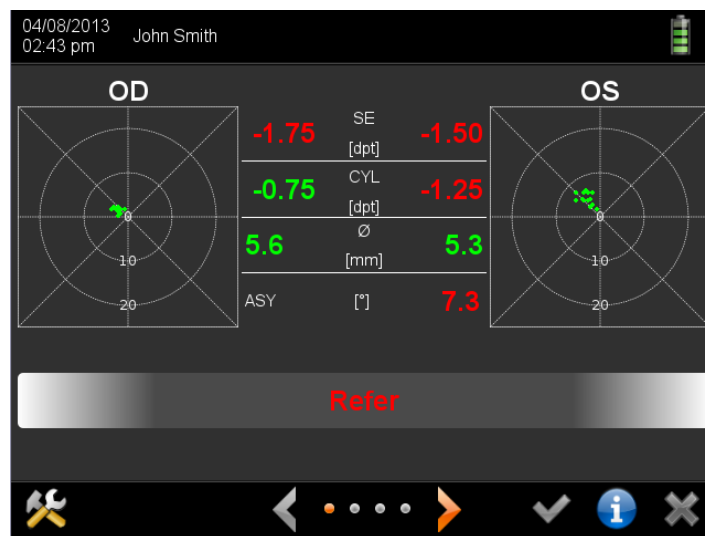 04/08/2013
02:43 pm
John Smith
OD
OS
-1.75 SE [dpt] -1.50
-0.75 CYL [dpt] -1.25
5.6 Ø [mm] 5.3
ASY [°] 7.3
0
10
20
0
10
20
Refer
i